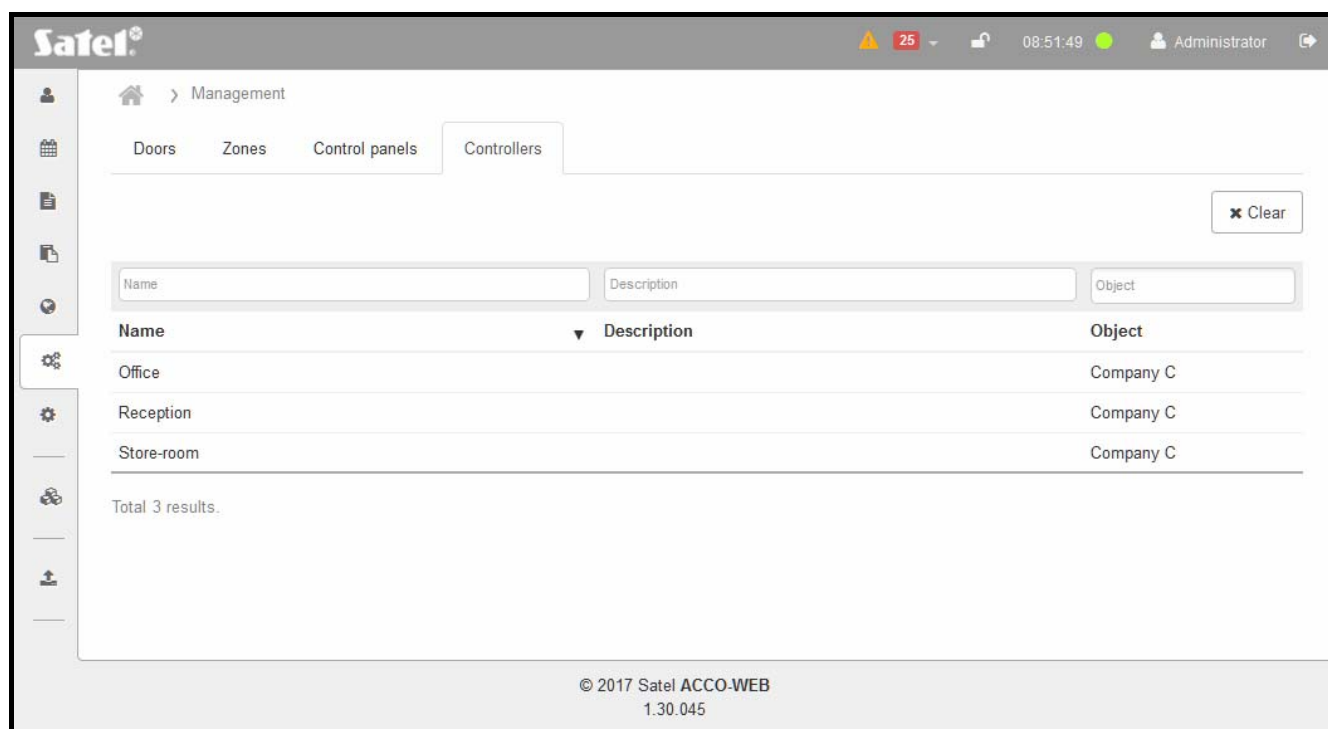 Satel®
25
08:51:49
Administrator
> Management
Doors Zones Control panels Controllers
Clear
Name Description Object
Name Description Object
Office Company C
Reception Company C
Store-room Company C
Total 3 results.
© 2017 Satel ACCO-WEB
1.30.045